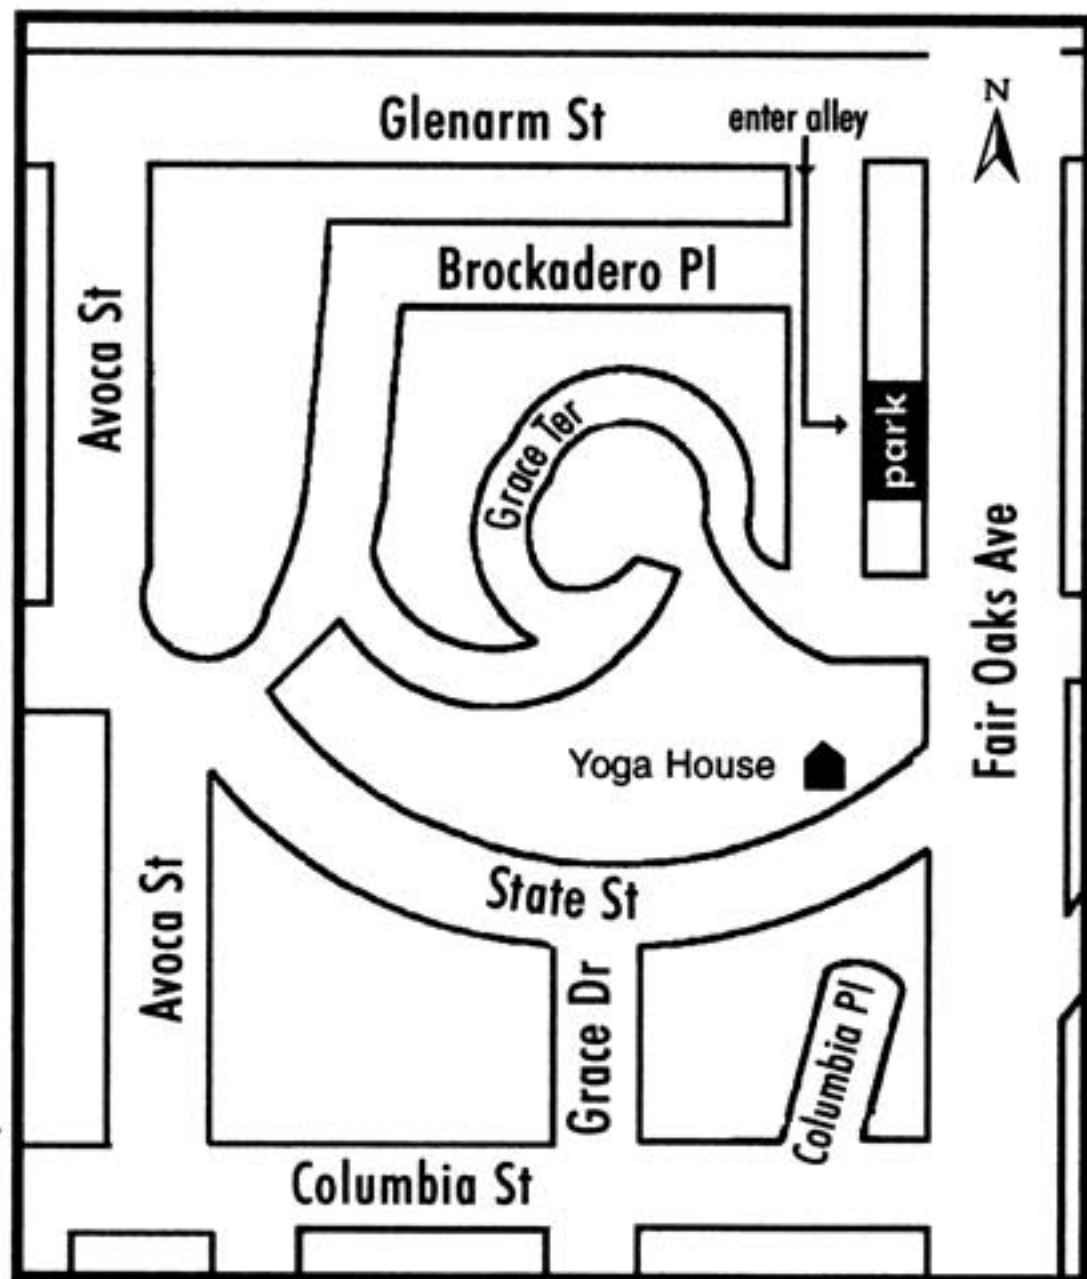 N
Glenarm St
enter alley
Brockadero Pl
Avoca St
Grace Ter
park
Fair Oaks Ave
Yoga House
State St
Avoca St
Grace Dr
Columbia Pl
Columbia St